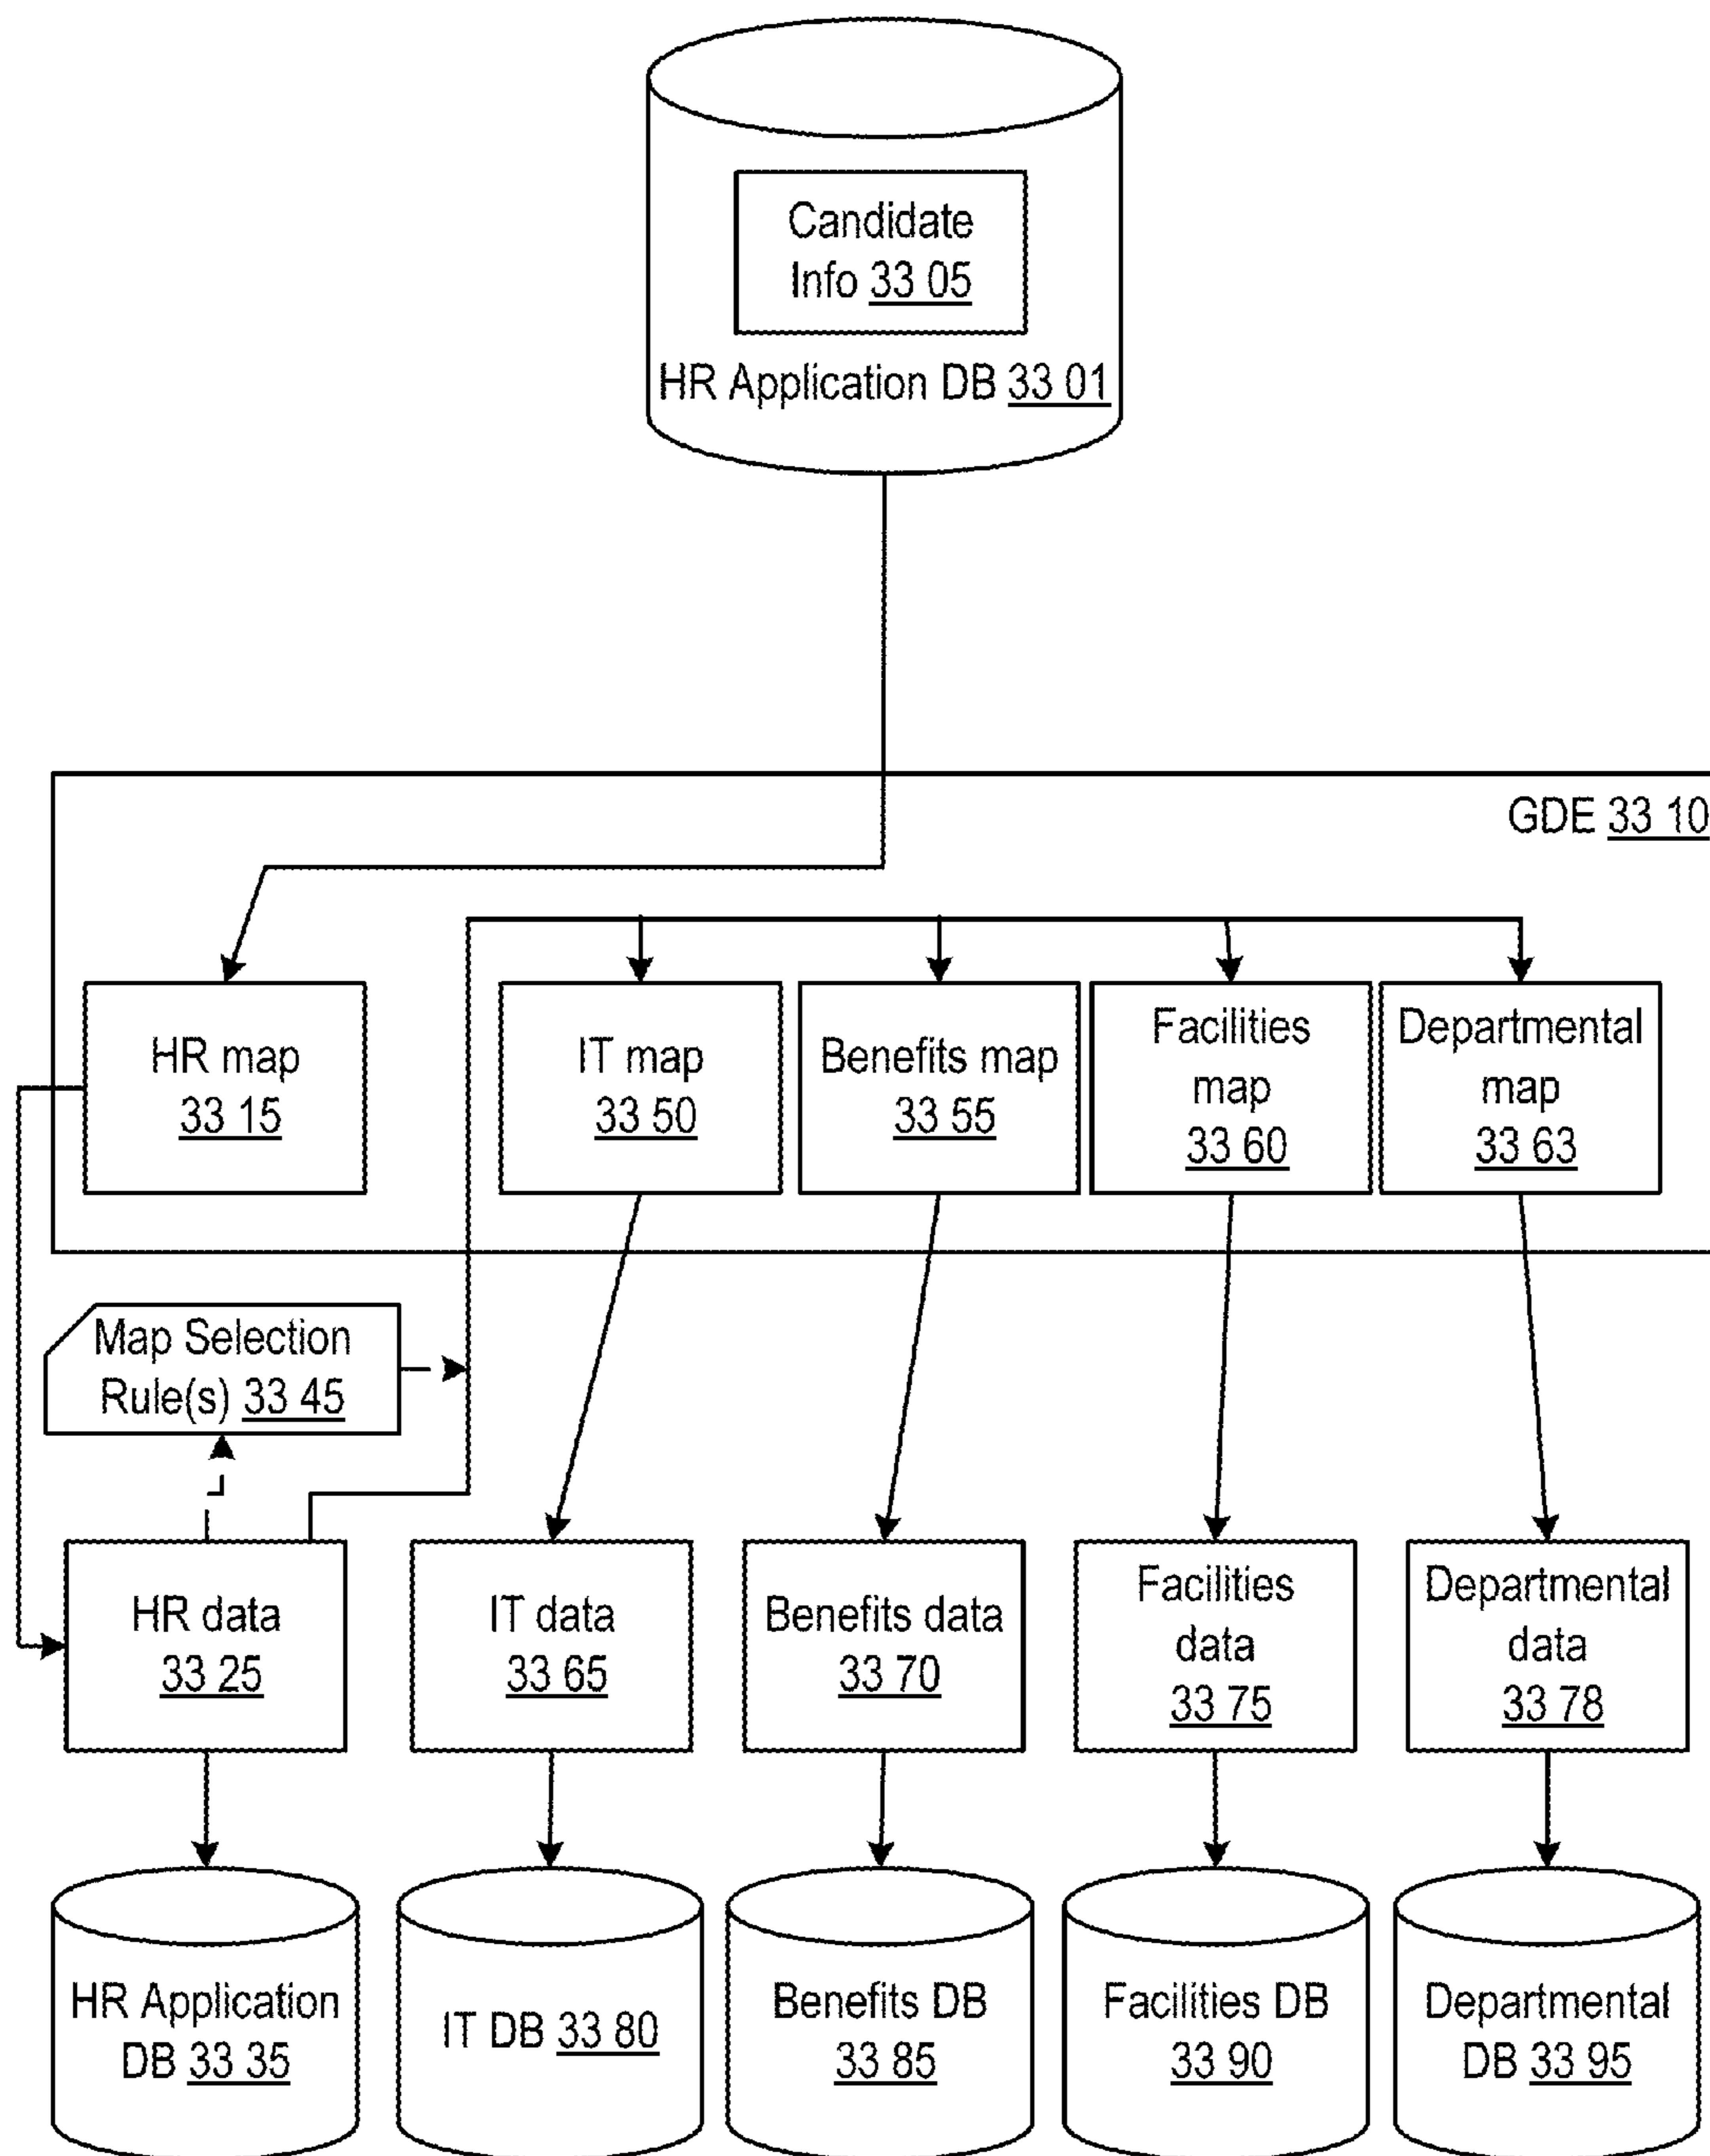 Candidate
Info 33 05
HR Application DB 33 01
GDE 33 10
HR map
33 15
IT map
33 50
Benefits map
33 55
Facilities
map
33 60
Departmental
map
33 63
Map Selection
Rule(s) 33 45
HR data
33 25
IT data
33 65
Benefits data
33 70
Facilities
data
33 75
Departmental
data
33 78
HR Application
DB 33 35
IT DB 33 80
Benefits DB
33 85
Facilities DB
33 90
Departmental
DB 33 95